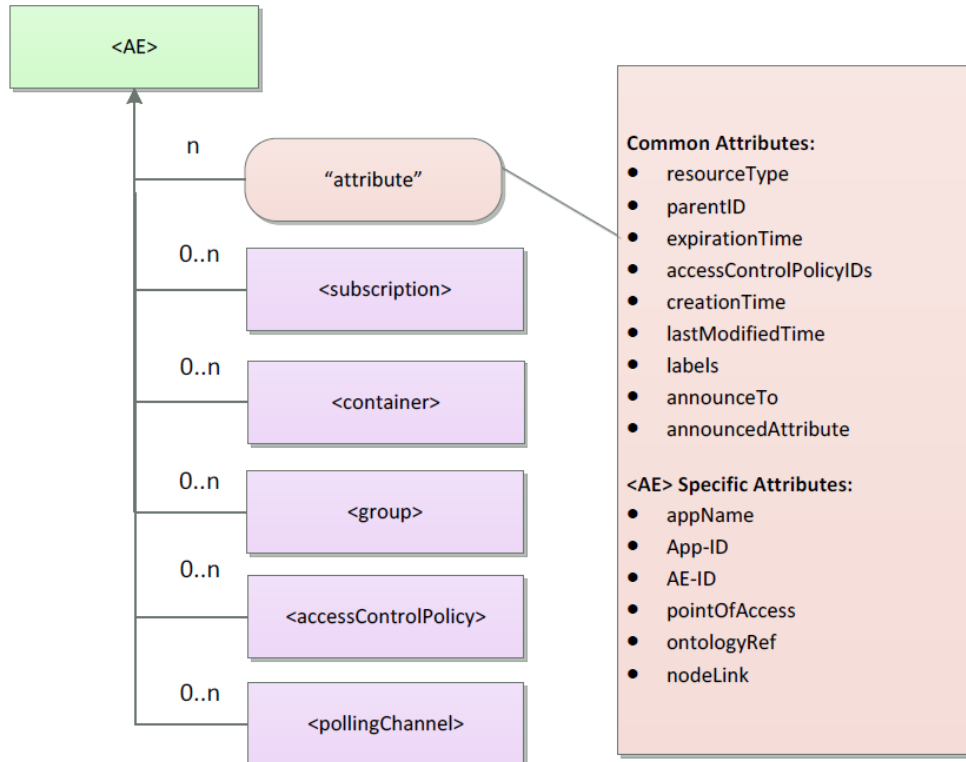 <AE>
n
“attribute”
0..n
<subscription>
0..n
<container>
0..n
<group>
0..n
<accessControlPolicy>
0..n
<pollingChannel>
Common Attributes:
● resourceType
● parentID
● expirationTime
● accessControlPolicyIDs
● creationTime
● lastModifiedTime
● labels
● announceTo
● announcedAttribute
<AE> Specific Attributes:
● appName
● App-ID
● AE-ID
● pointOfAccess
● ontologyRef
● nodeLink